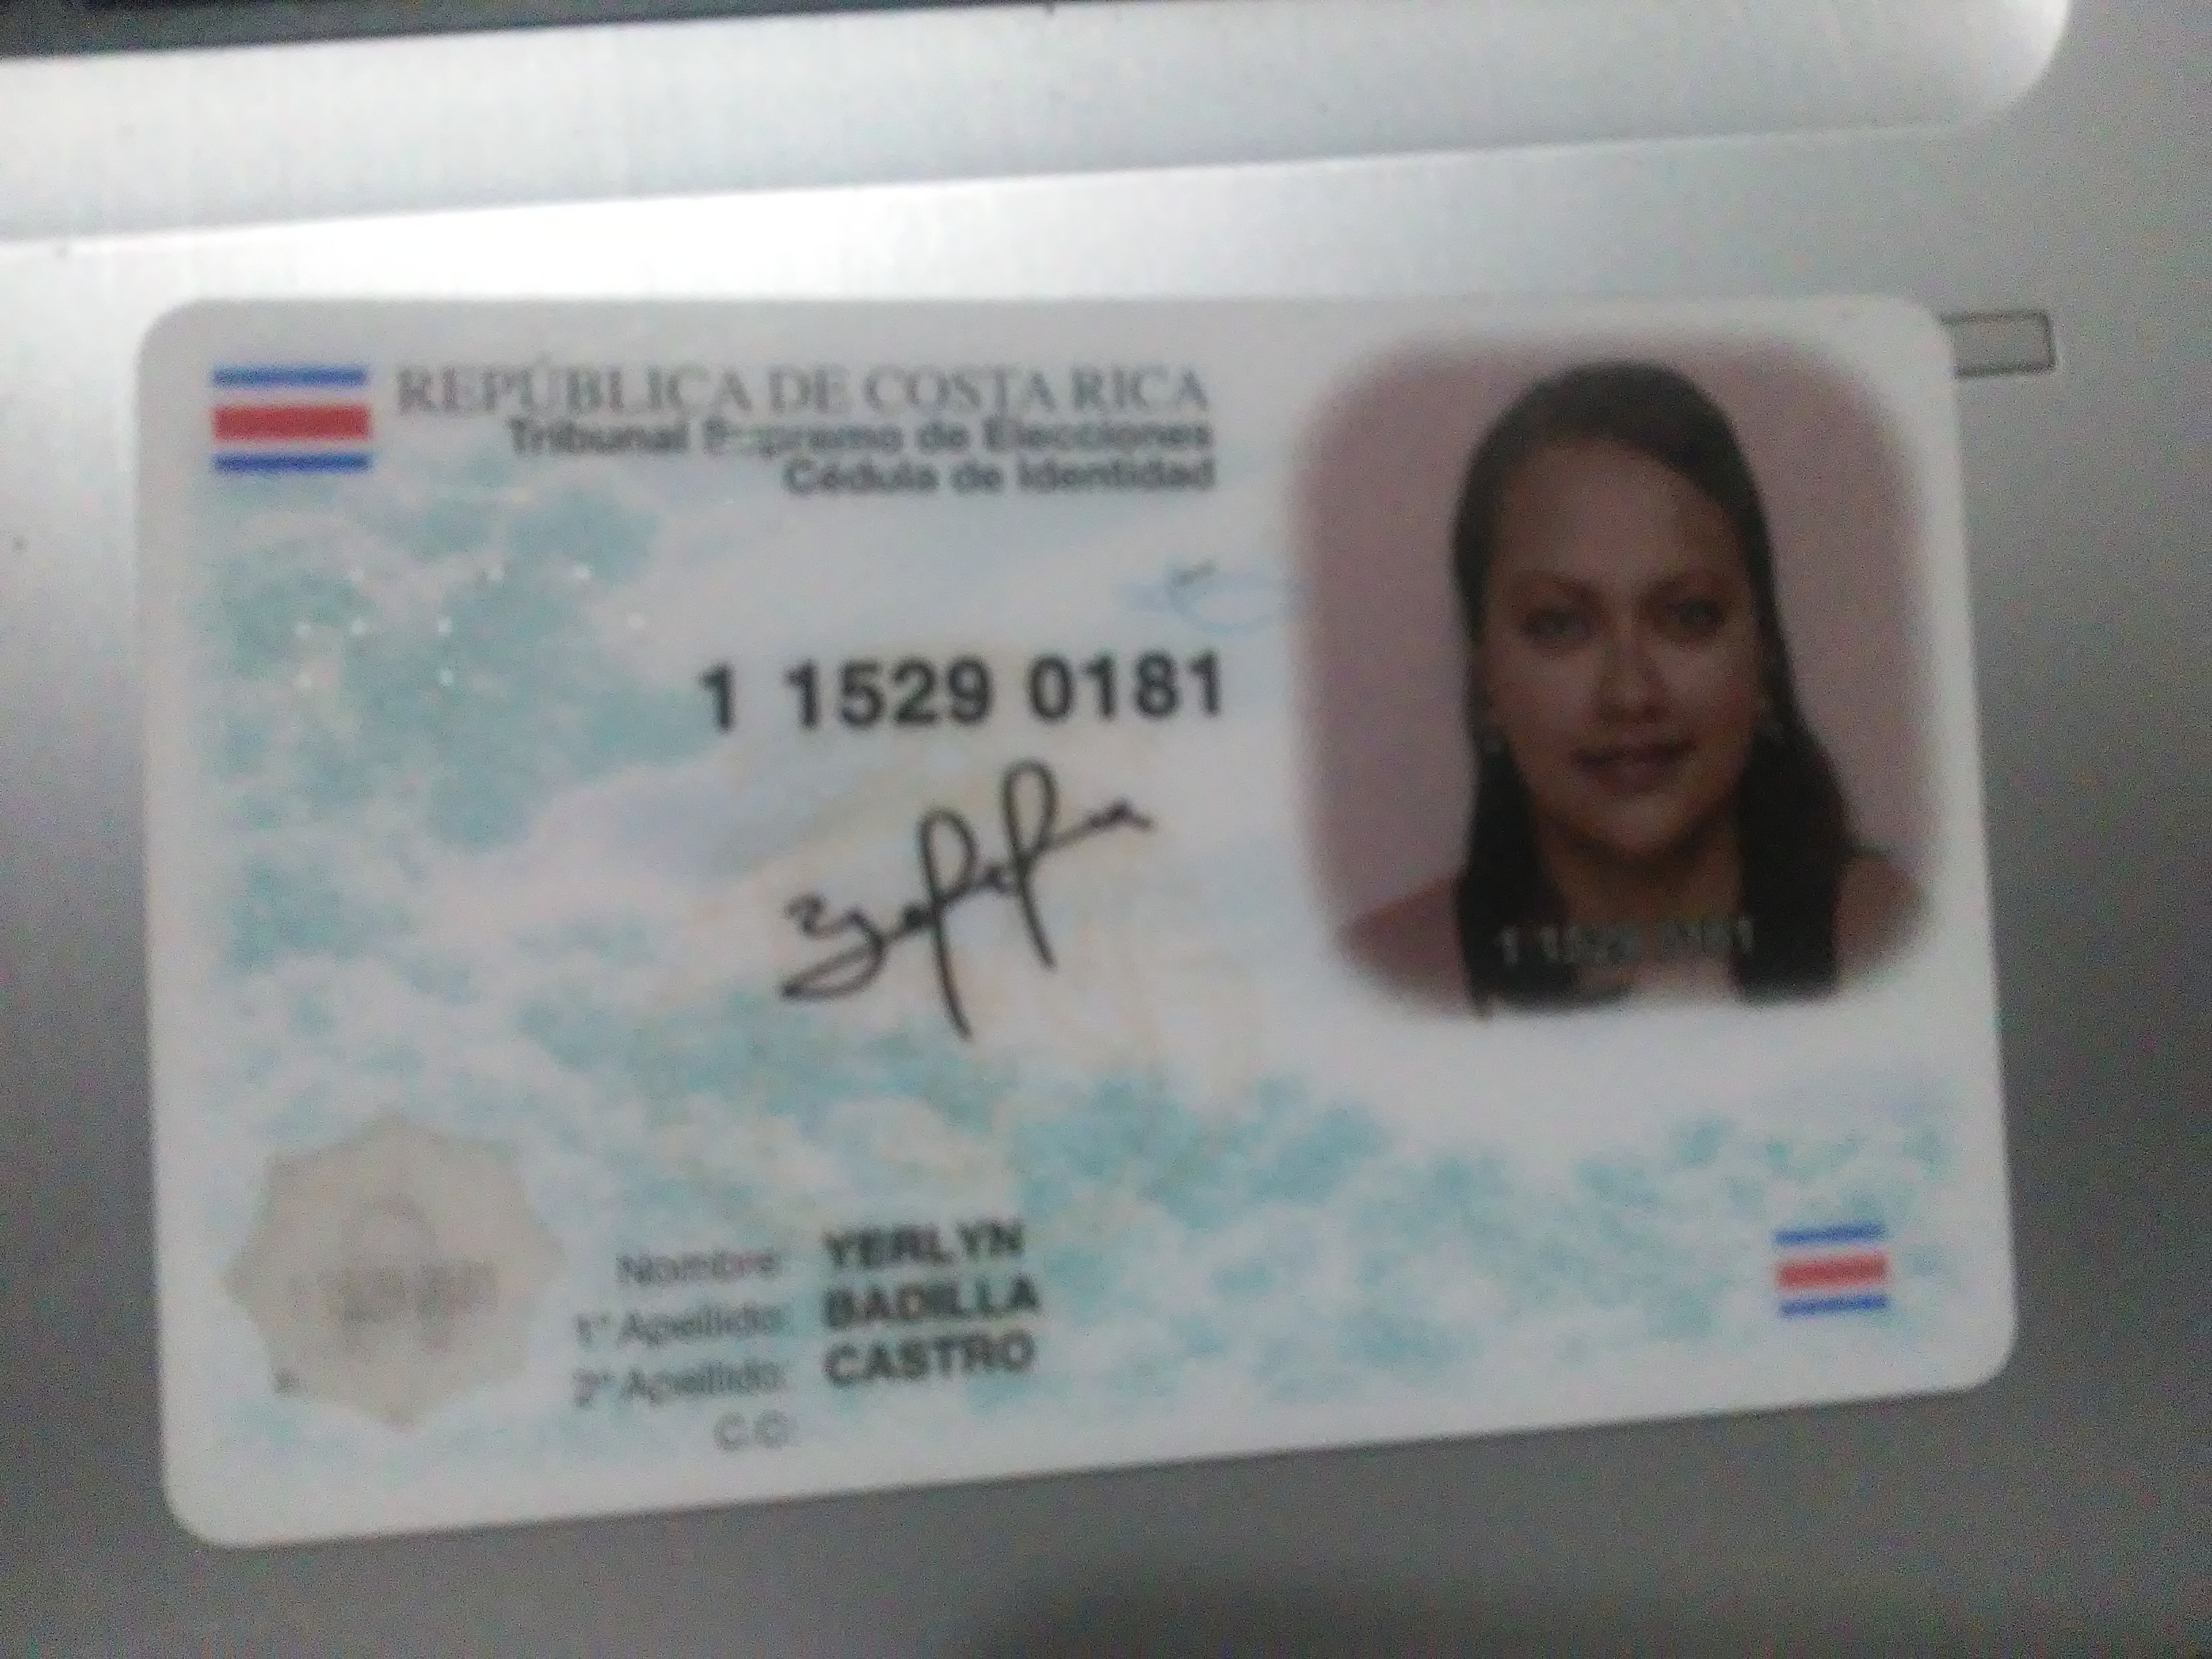 REPÚBLICA DE COSTA RICA
Tribunal Supremo de Elecciones
Cédula de Identidad
1 1529 0181
1 1529 0181
Nombre: YERLYN
1° Apellido: BADILLA
2° Apellido: CASTRO
C.C: